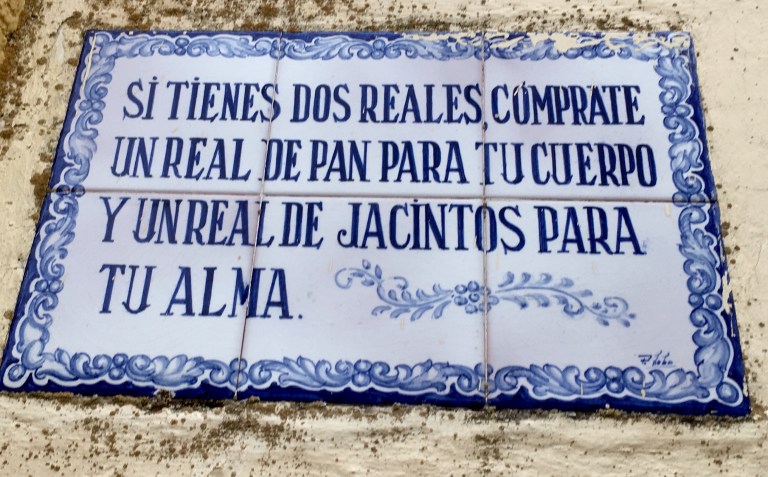 SI TIENES DOS REALES CÓMPRATE
UN REAL DE PAN PARA TU CUERPO
Y UN REAL DE JACINTOS PARA
TU ALMA.